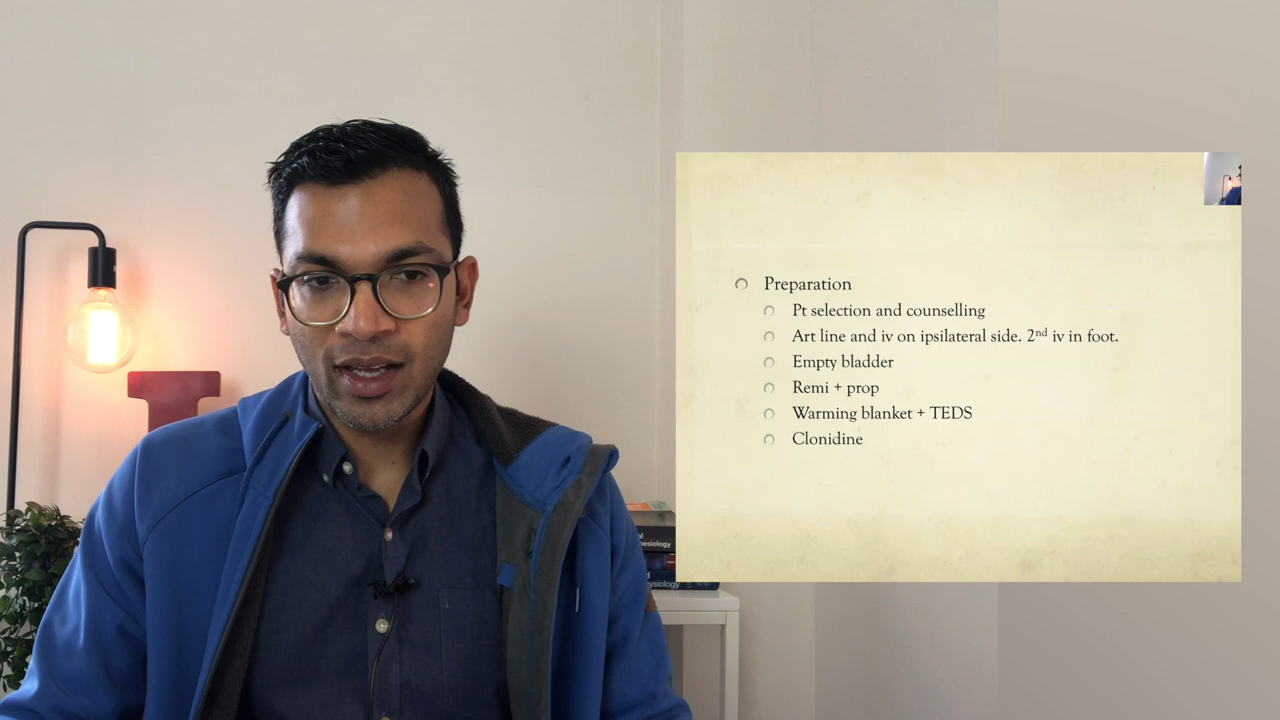 Preparation
Pt selection and counselling
Art line and iv on ipsilateral side. 2nd iv in foot.
Empty bladder
Remi + prop
Warming blanket + TEDS
Clonidine